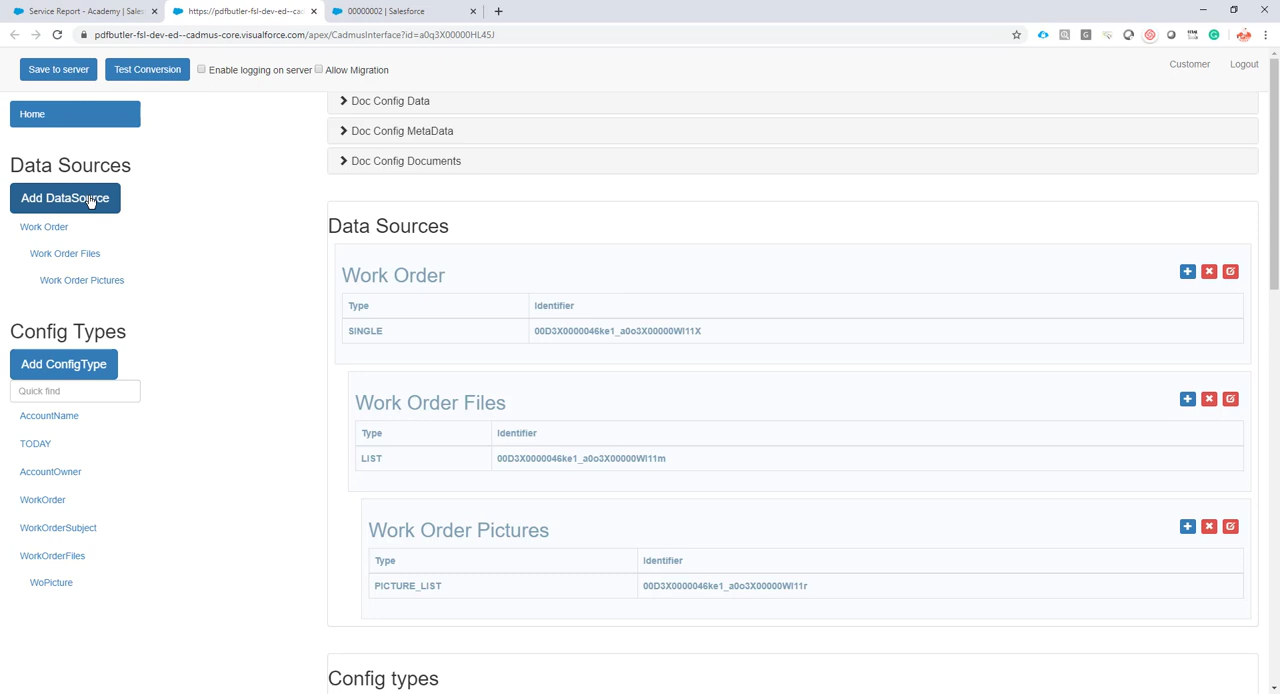 Service Report - Academy | Sales
https://pdfbutler-fsl-dev-ed--cad
00000002 | Salesforce
pdfbutler-fsl-dev-ed--cadmus-core.visualforce.com/apex/CadmusInterface?id=a0q3X00000HL45J
Save to server
Test Conversion
Enable logging on server
Allow Migration
Customer
Logout
Home
Data Sources
Add DataSource
Work Order
Work Order Files
Work Order Pictures
Config Types
Add ConfigType
Quick find
AccountName
TODAY
AccountOwner
WorkOrder
WorkOrderSubject
WorkOrderFiles
WoPicture
Doc Config Data
Doc Config MetaData
Doc Config Documents
Data Sources
Work Order
Type Identifier
SINGLE 00D3X0000046ke1_a0o3X00000WI11X
Work Order Files
Type Identifier
LIST 00D3X0000046ke1_a0o3X00000WI11m
Work Order Pictures
Type Identifier
PICTURE_LIST 00D3X0000046ke1_a0o3X00000WI11r
Config types